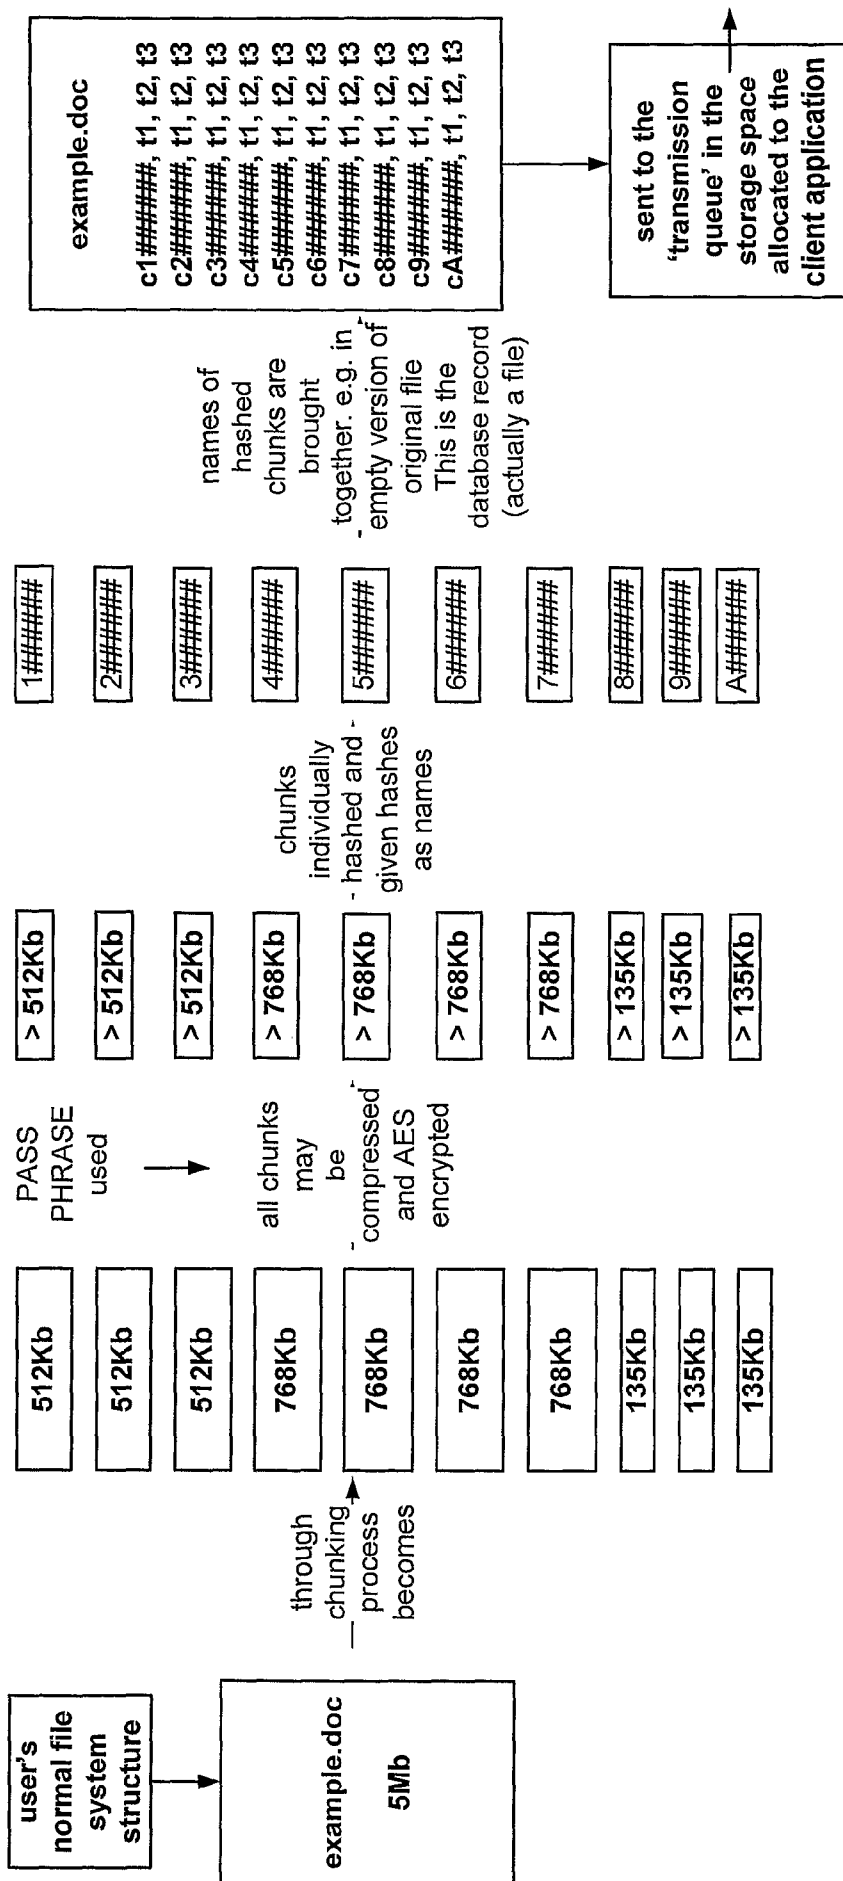 user's
normal file
system
structure
example.doc
5Mb
through
chunking
process
becomes
512Kb
512Kb
512Kb
768Kb
768Kb
768Kb
768Kb
135Kb
135Kb
135Kb
PASS
PHRASE
used
all chunks
may
be
compressed
and AES
encrypted
> 512Kb
> 512Kb
> 512Kb
> 768Kb
> 768Kb
> 768Kb
> 768Kb
> 135Kb
> 135Kb
> 135Kb
chunks
individually
hashed and
given hashes
as names
1######
2######
3######
4######
5######
6######
7######
8######
9######
A######
names of
hashed
chunks are
brought
together. e.g. in
empty version of
original flie
This is the
database record
(actually a file)
example.doc
c1######, t1, t2, t3
c2######, t1, t2, t3
c3######, t1, t2, t3
c4######, t1, t2, t3
c5######, t1, t2, t3
c6######, t1, t2, t3
c7######, t1, t2, t3
c8######, t1, t2, t3
c9######, t1, t2, t3
cA######, t1, t2, t3
sent to the
'transmission
queue' in the
storage space
allocated to the
client application